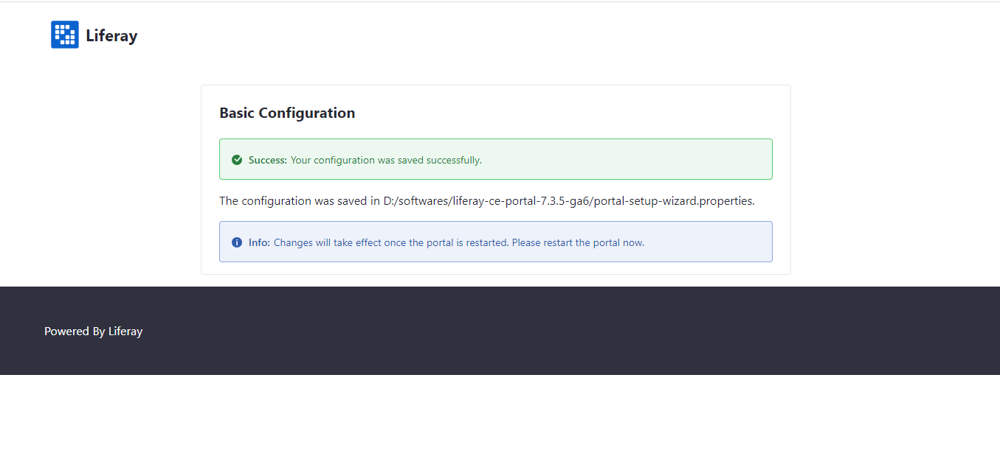 Liferay
Basic Configuration
Success: Your configuration was saved successfully.
The configuration was saved in D:/softwares/liferay-ce-portal-7.3.5-ga6/portal-setup-wizard.properties.
Info: Changes will take effect once the portal is restarted. Please restart the portal now.
Powered By Liferay